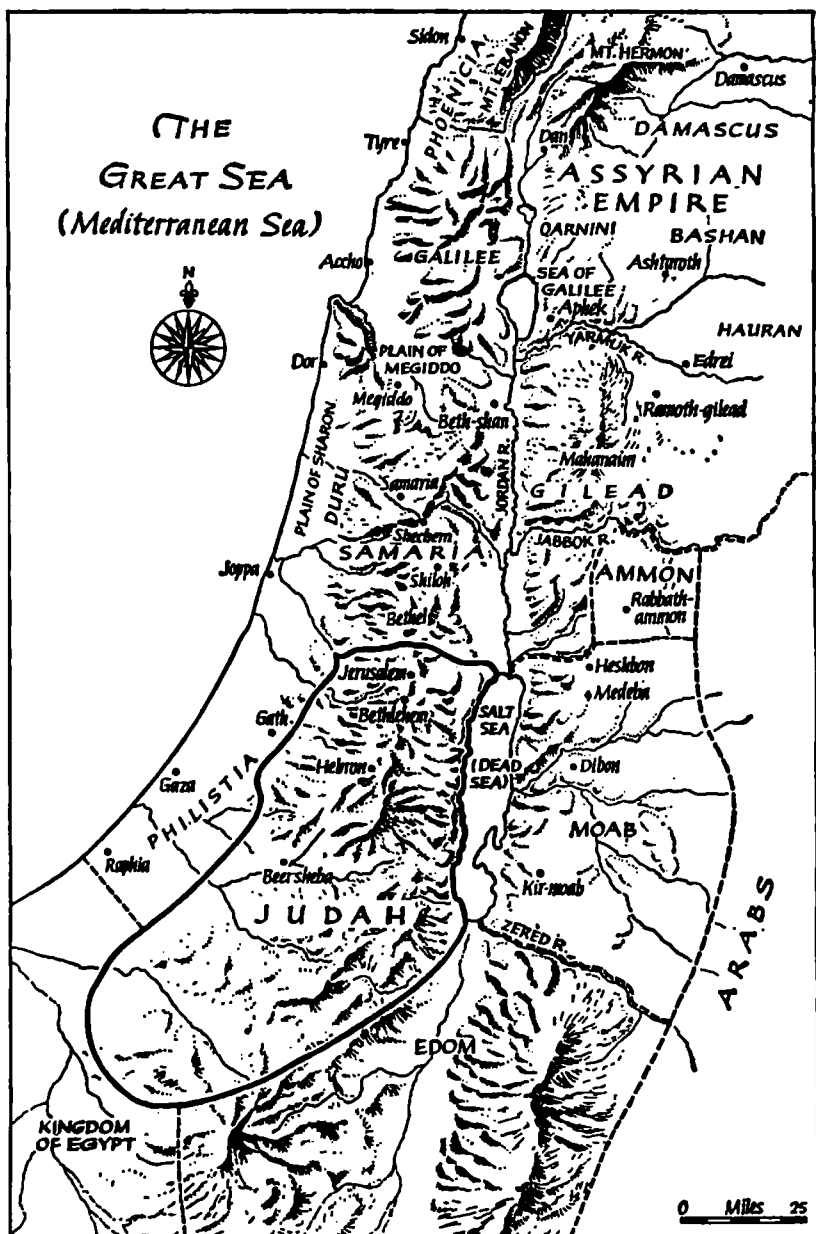 Sidon
PHOENICIA
MT. LEBANON
MT. HERMON
Damascus
THE
GREAT SEA
(Mediterranean Sea)
Tyre
Dan
DAMASCUS
ASSYRIAN
EMPIRE
QARNINI
BASHAN
Accho
GALILEE
SEA OF
GALILEE
Ashtaroth
N
Aphek
HAURAN
YARMUK R.
Dor
PLAIN OF
MEGIDDO
Edrei
Megiddo
Beth-shan
Ramoth-gilead
PLAIN OF SHARON
DURU
JORDAN R.
Mahanaim
Samaria
GILEAD
Shechem
SAMARIA
JABBOK R.
Joppa
Shiloh
AMMON
Rabbath-
ammon
Bethel
Jerusalem
Heshbon
Medeba
Bethlehem
SALT
SEA
(DEAD
SEA)
Gath
Hebron
Dibon
Gaza
PHILISTIA
MOAB
Raphia
Beersheba
Kir-moab
JUDAH
ZERED R.
ARABS
EDOM
KINGDOM
OF EGYPT
0 Miles 25